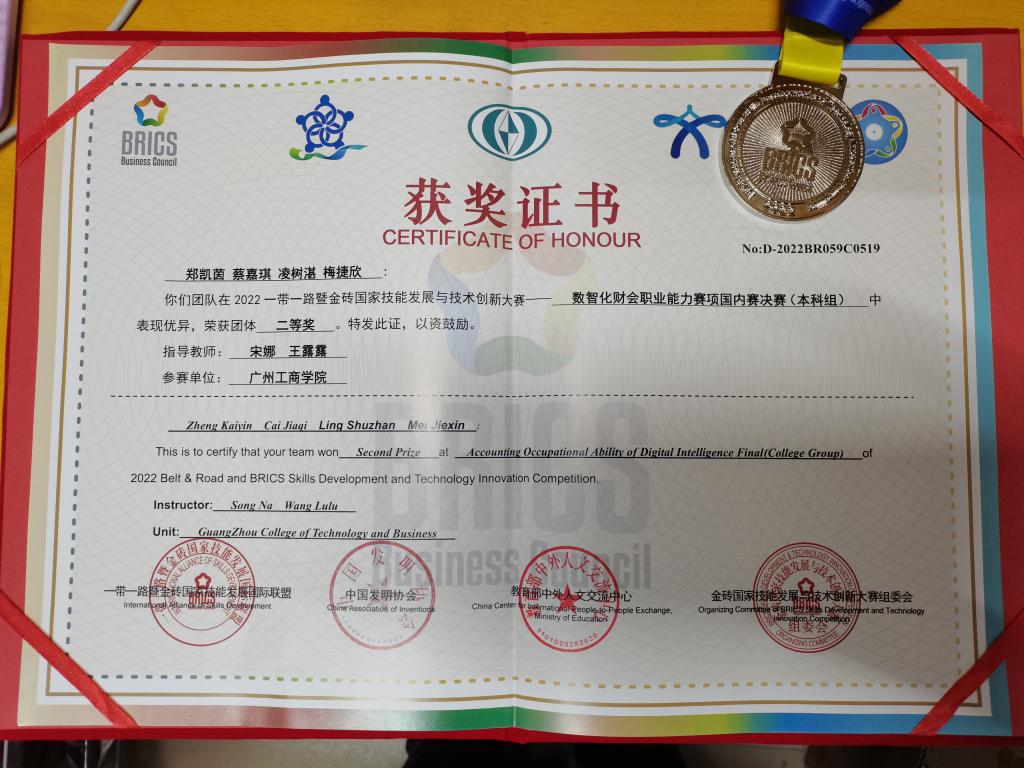 BRICS
Business Council
BRICS
获奖证书
CERTIFICATE OF HONOUR
No:D-2022BR059C0519
郑凯茵 蔡嘉琪 凌树湛 梅捷欣:
你们团队在 2022 一带一路暨金砖国家技能发展与技术创新大赛——数智化财会职业能力赛项国内赛决赛(本科组)中
表现优异,荣获团体 二等奖 。特发此证,以资鼓励。
指导教师: 宋娜 王露露
参赛单位: 广州工商学院
Zheng Kaiyin Cai Jiaqi Ling Shuzhan Mei Jiexin:
This is to certify that your team won Second Prize at Accounting Occupational Ability of Digital Intelligence Final(College Group) of
2022 Belt & Road and BRICS Skills Development and Technology Innovation Competition.
Instructor: Song Na Wang Lulu
Unit: GuangZhou College of Technology and Business
BRICS
Business Council
一带一路暨金砖国家技能发展国际联盟
International Alliance of Skills Development
中国发明协会
China Association of Inventions
教育部中外人文交流中心
China Center for International People-to-People Exchange,
Ministry of Education
1101020282620
金砖国家技能发展与技术创新大赛组委会
Organizing Committee of BRICS Skills Development and Technology
Innovation Competition
组委会
ORGANIZING COMMITTEE